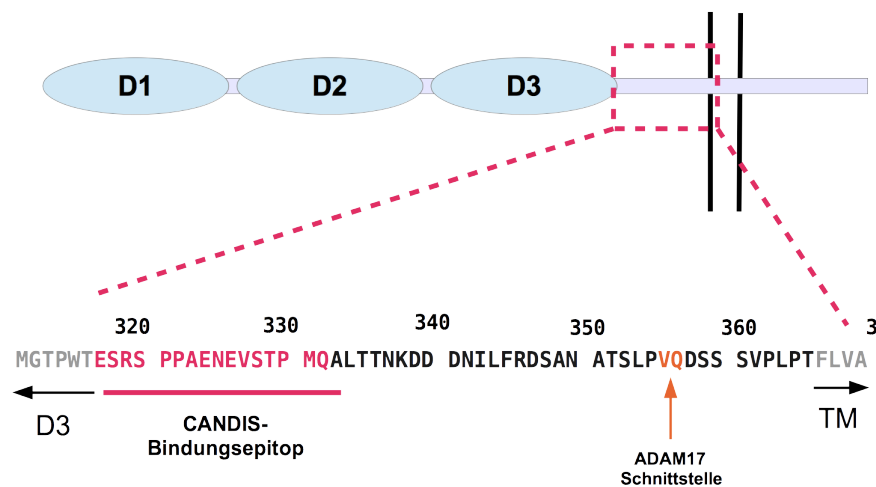 D1 D2 D3
320 330 340 350 360 3
MGTPWTESRS PPAENEVSTP MQALTTNKDD DNILFRDSAN ATSLPVQDSS SVPLPTFLVA
D3 TM
CANDIS-
Bindungsepitop
ADAM17
Schnittstelle